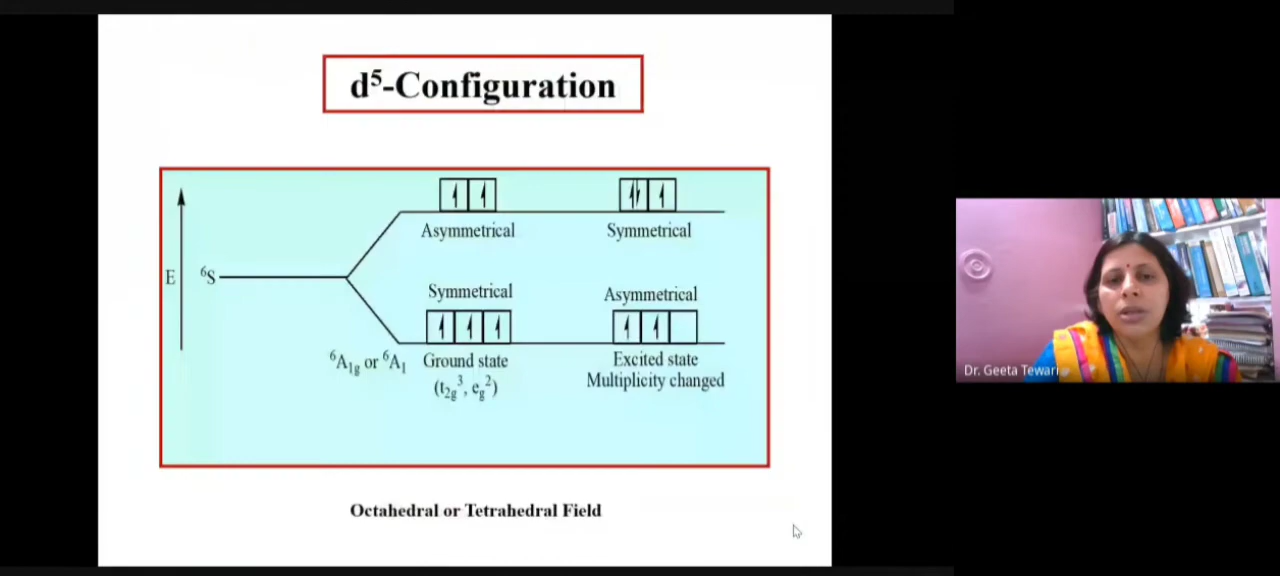 d⁵-Configuration
Asymmetrical
Symmetrical
E
⁶S
Symmetrical
Asymmetrical
⁶A₁g or ⁶A₁
Ground state
(t₂g³, eg²)
Excited state
Multiplicity changed
Octahedral or Tetrahedral Field
Dr. Geeta Tewari